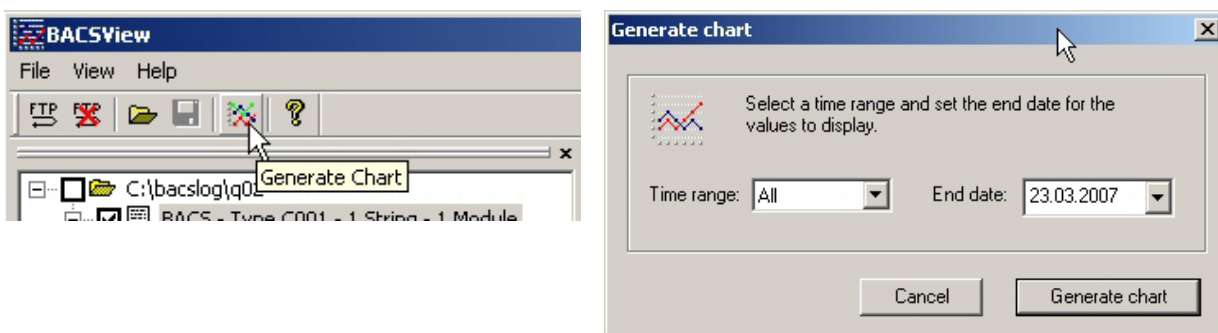 BACSView
File View Help
FTP FTP
Generate Chart
C:\bacslog\q02
BACS - Type C001 - 1 String - 1 Module
Generate chart
Select a time range and set the end date for the
values to display.
Time range: All End date: 23.03.2007
Cancel Generate chart